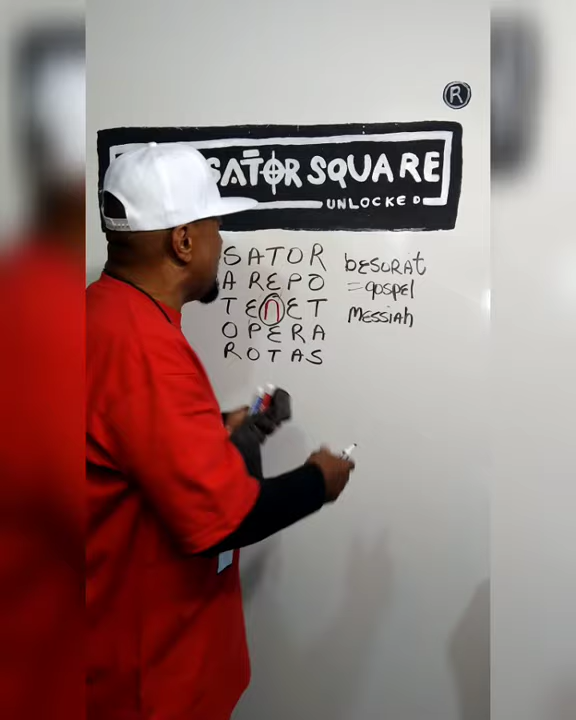 R
SATOR SQUARE
UNLOCKED
SATOR
AREPO
TENET
OPERA
ROTAS
bESORAT
= gospel
MESSIAh